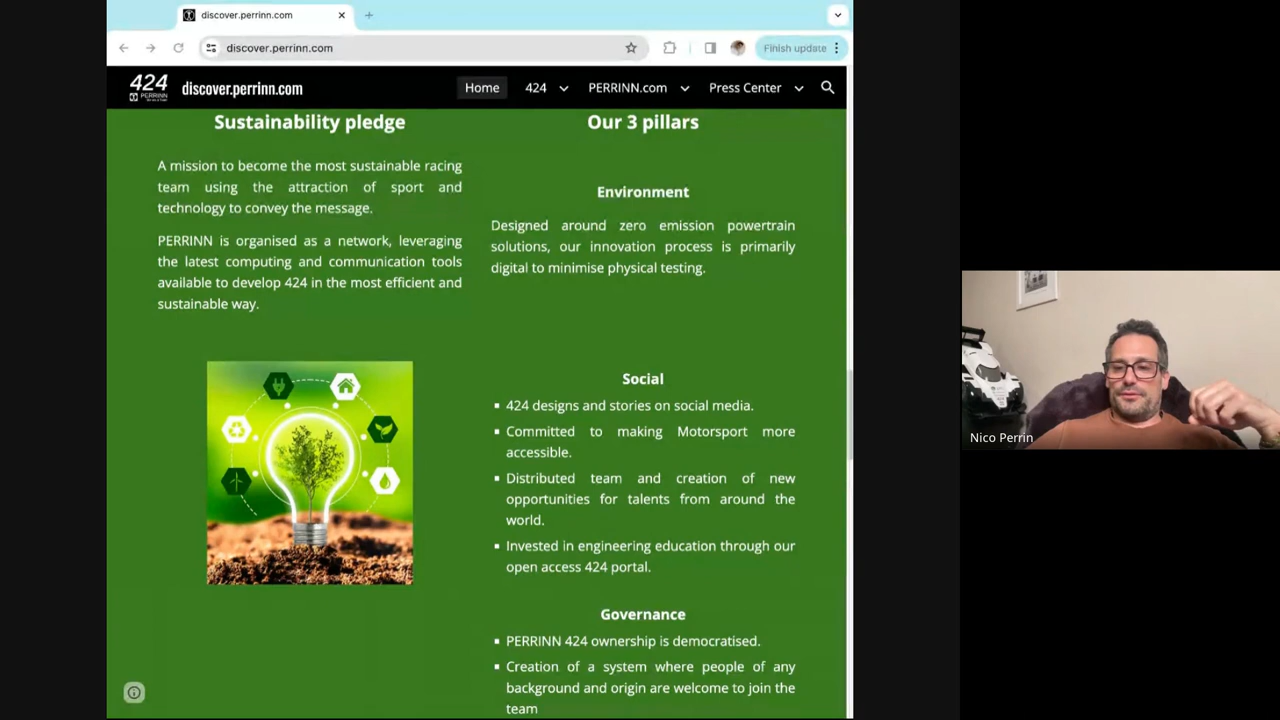 discover.perrinn.com
discover.perrinn.com
Finish update
424
PERRINN
discover.perrinn.com
Home
424
PERRINN.com
Press Center
Sustainability pledge
A mission to become the most sustainable racing
team using the attraction of sport and
technology to convey the message.
PERRINN is organised as a network, leveraging
the latest computing and communication tools
available to develop 424 in the most efficient and
sustainable way.
Our 3 pillars
Environment
Designed around zero emission powertrain
solutions, our innovation process is primarily
digital to minimise physical testing.
Social
▪ 424 designs and stories on social media.
▪ Committed to making Motorsport more
accessible.
▪ Distributed team and creation of new
opportunities for talents from around the
world.
▪ Invested in engineering education through our
open access 424 portal.
Governance
▪ PERRINN 424 ownership is democratised.
▪ Creation of a system where people of any
background and origin are welcome to join the
team
Nico Perrin